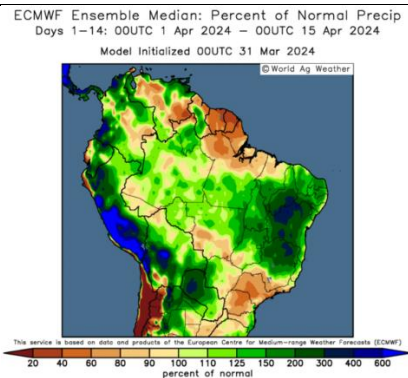 ECMWF Ensemble Median: Percent of Normal Precip
Days 1−14: 00UTC 1 Apr 2024 − 00UTC 15 Apr 2024
Model Initialized 00UTC 31 Mar 2024
© World Ag Weather
This service is based on data and products of the European Centre for Medium-range Weather Forecasts (ECMWF)
20 40 60 80 90 100 110 125 150 200 300 400 600
percent of normal